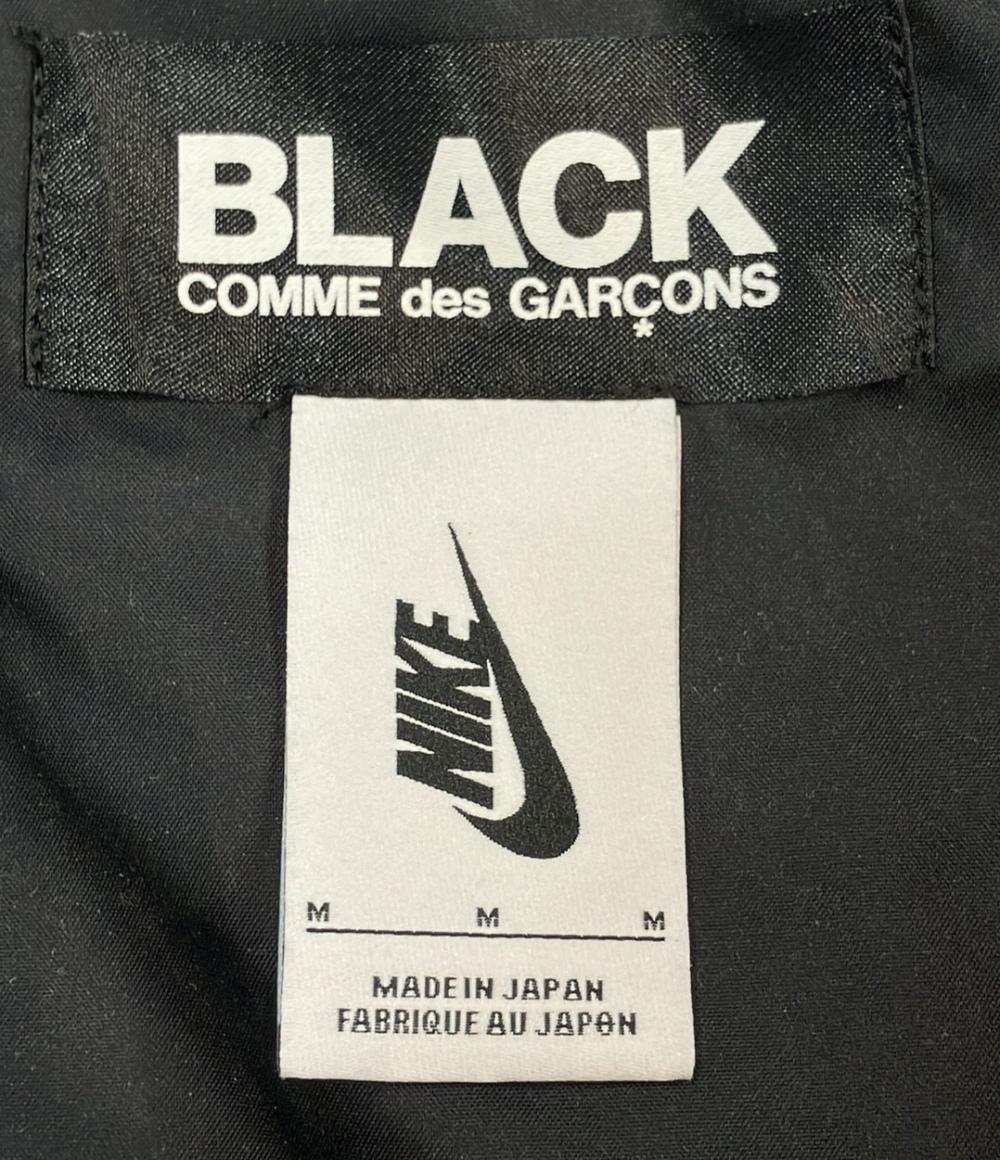 BLACK
COMME des GARÇONS
*
NIKE
M M M
MADE IN JAPAN
FABRIQUE AU JAPON